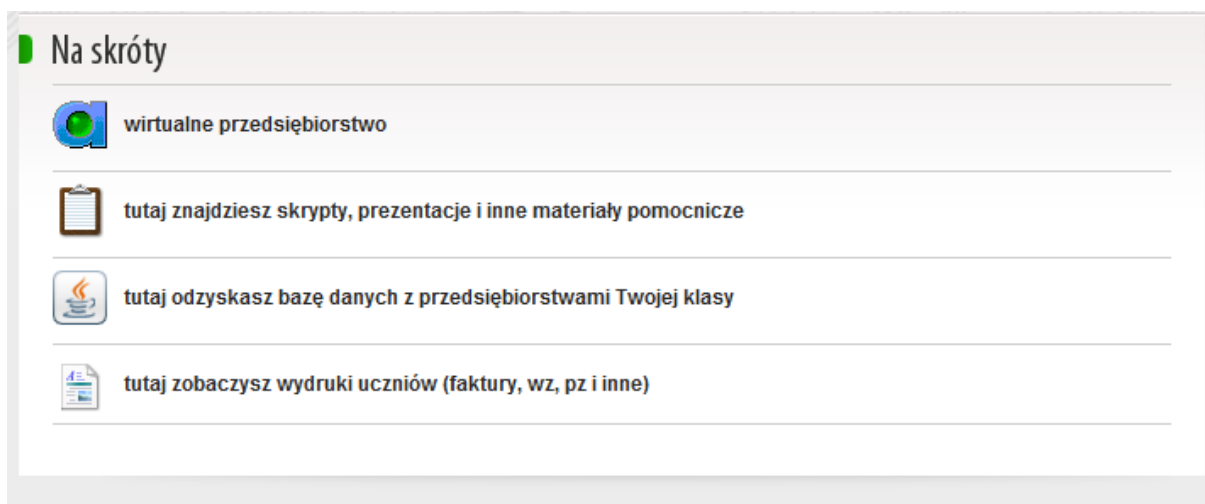 Na skróty
wirtualne przedsiębiorstwo
tutaj znajdziesz skrypty, prezentacje i inne materiały pomocnicze
tutaj odzyskasz bazę danych z przedsiębiorstwami Twojej klasy
tutaj zobaczysz wydruki uczniów (faktury, wz, pz i inne)